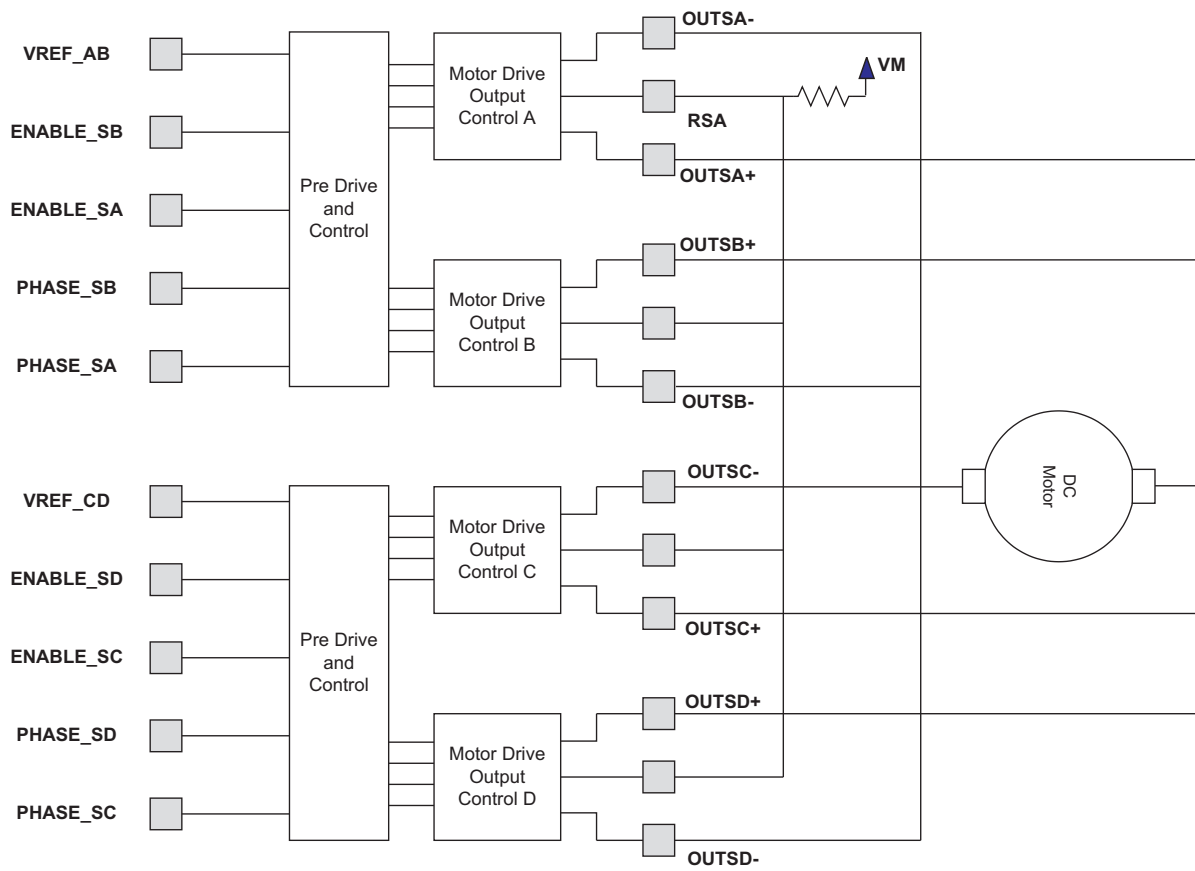 VREF_AB
ENABLE_SB
ENABLE_SA
PHASE_SB
PHASE_SA
Pre Drive
and
Control
Motor Drive
Output
Control A
Motor Drive
Output
Control B
OUTSA-
RSA
OUTSA+
VM
OUTSB+
OUTSB-
VREF_CD
ENABLE_SD
ENABLE_SC
PHASE_SD
PHASE_SC
Pre Drive
and
Control
Motor Drive
Output
Control C
Motor Drive
Output
Control D
OUTSC-
OUTSC+
OUTSD+
OUTSD-
DC
Motor